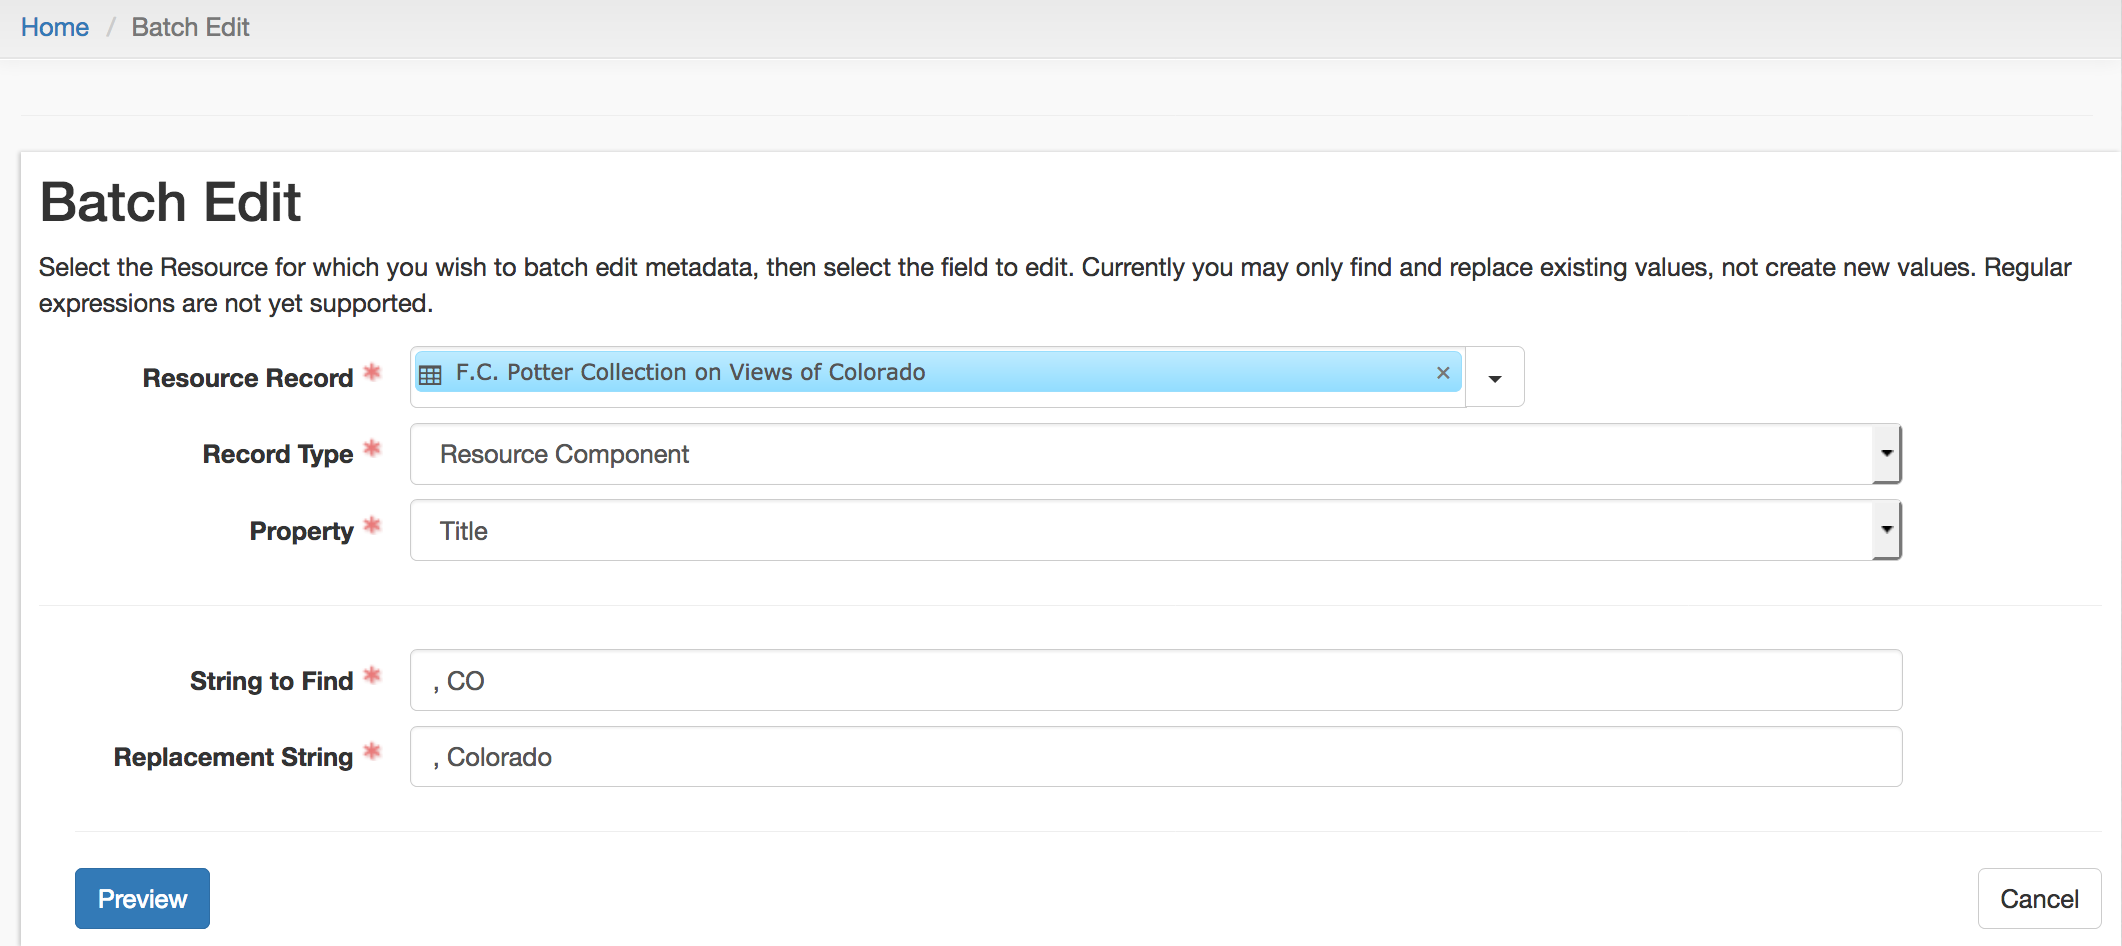 Home / Batch Edit
Batch Edit
Select the Resource for which you wish to batch edit metadata, then select the field to edit. Currently you may only find and replace existing values, not create new values. Regular
expressions are not yet supported.
Resource Record * F.C. Potter Collection on Views of Colorado ×
Record Type * Resource Component
Property * Title
String to Find * , CO
Replacement String * , Colorado
Preview Cancel